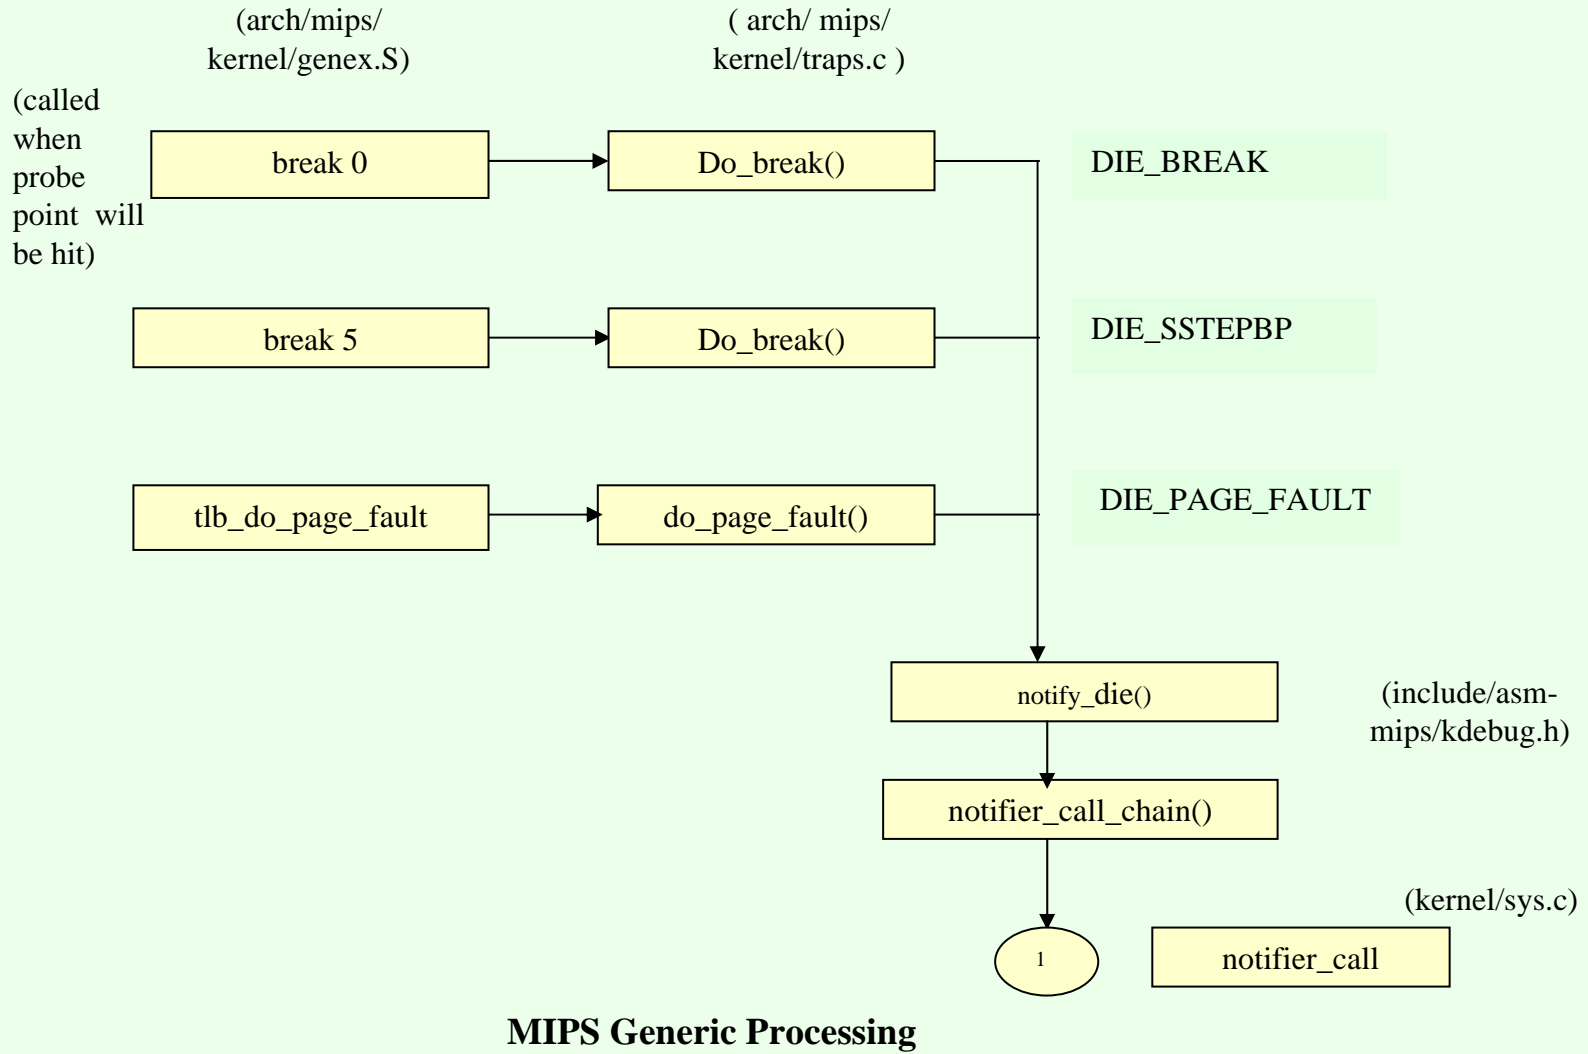 (arch/mips/
kernel/genex.S)
( arch/ mips/
kernel/traps.c )
(called
when
probe
point will
be hit)
break 0
Do_break()
DIE_BREAK
break 5
Do_break()
DIE_SSTEPBP
tlb_do_page_fault
do_page_fault()
DIE_PAGE_FAULT
notify_die()
(include/asm-
mips/kdebug.h)
notifier_call_chain()
(kernel/sys.c)
1
notifier_call
MIPS Generic Processing